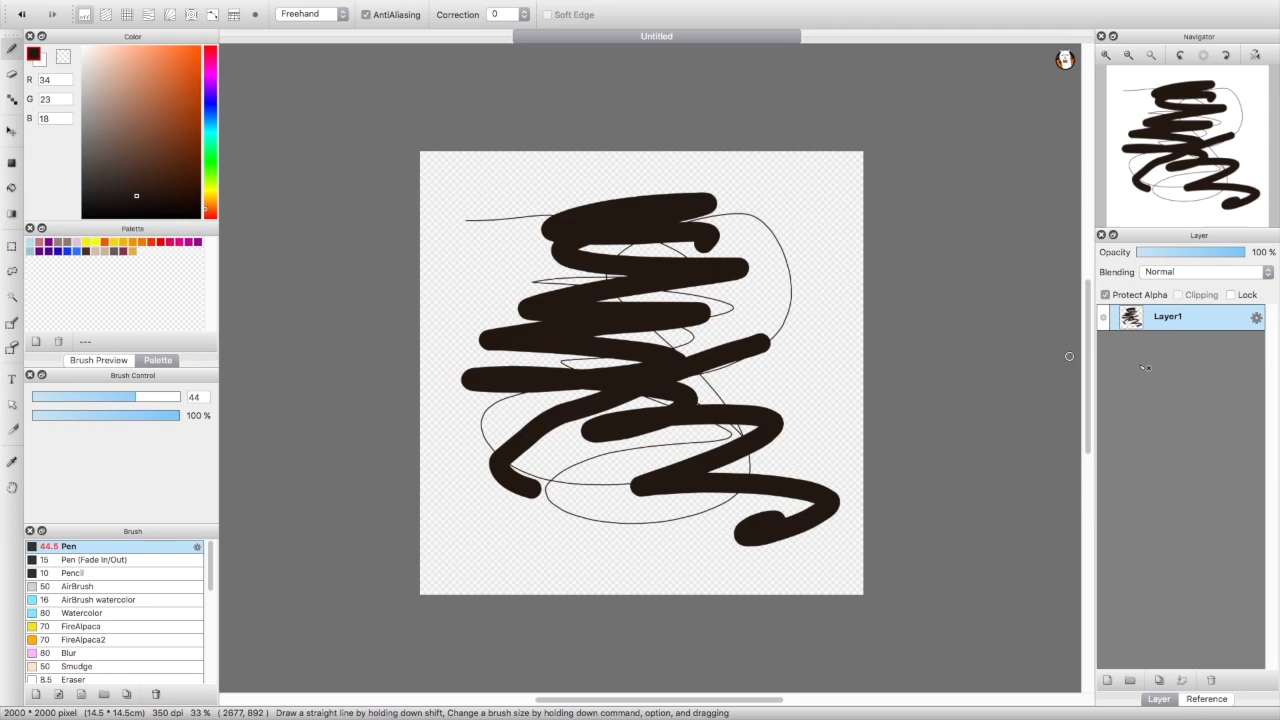 off Freehand AntiAliasing Correction 0 Soft Edge
Color Untitled Navigator
R 34
G 23
B 18
Palette
---
Brush Preview Palette
Brush Control
44
100 %
Brush
44.5 Pen
15 Pen (Fade In/Out)
10 Pencil
50 AirBrush
16 AirBrush watercolor
80 Watercolor
70 FireAlpaca
70 FireAlpaca2
80 Blur
50 Smudge
8.5 Eraser
Layer
Opacity 100 %
Blending Normal
Protect Alpha Clipping Lock
Layer1
Layer Reference
2000 * 2000 pixel (14.5 * 14.5cm) 350 dpi 33 % ( 2677, 892 ) Draw a straight line by holding down shift, Change a brush size by holding down command, option, and dragging